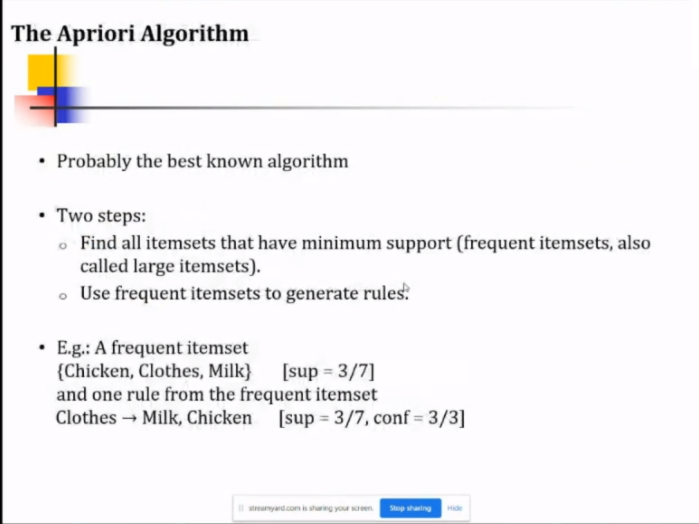 The Apriori Algorithm
• Probably the best known algorithm
• Two steps:
o Find all itemsets that have minimum support (frequent itemsets, also
called large itemsets).
o Use frequent itemsets to generate rules.
• E.g.: A frequent itemset
{Chicken, Clothes, Milk} [sup = 3/7]
and one rule from the frequent itemset
Clothes → Milk, Chicken [sup = 3/7, conf = 3/3]
streamyard.com is sharing your screen. Stop sharing Hide